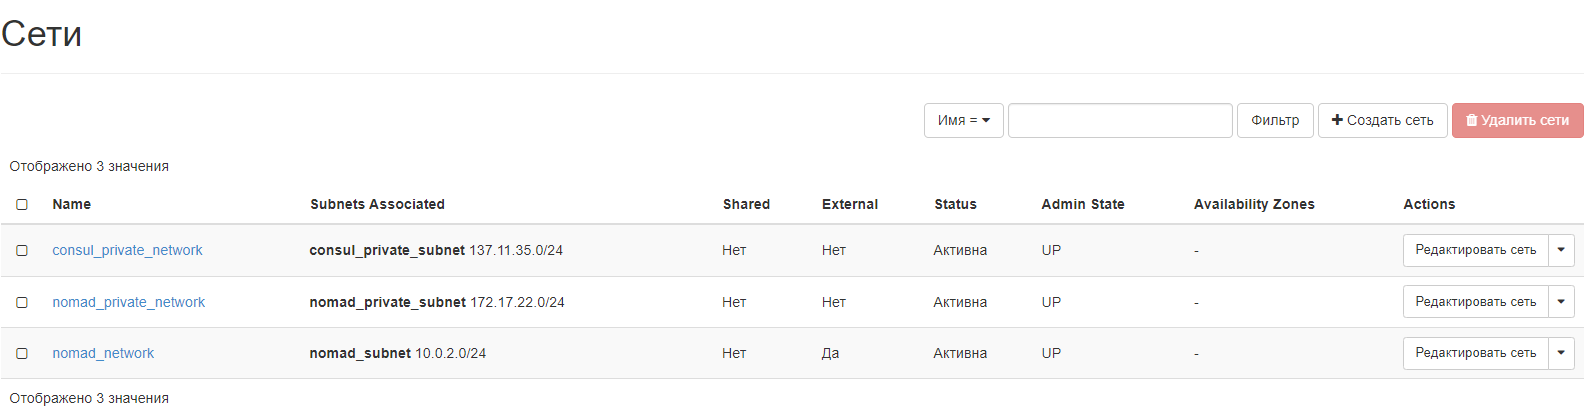 Сети
Имя = Фильтр Создать сеть Удалить сети
Отображено 3 значения
Name Subnets Associated Shared External Status Admin State Availability Zones Actions
consul_private_network consul_private_subnet 137.11.35.0/24 Нет Нет Активна UP - Редактировать сеть
nomad_private_network nomad_private_subnet 172.17.22.0/24 Нет Нет Активна UP - Редактировать сеть
nomad_network nomad_subnet 10.0.2.0/24 Нет Да Активна UP - Редактировать сеть
Отображено 3 значения